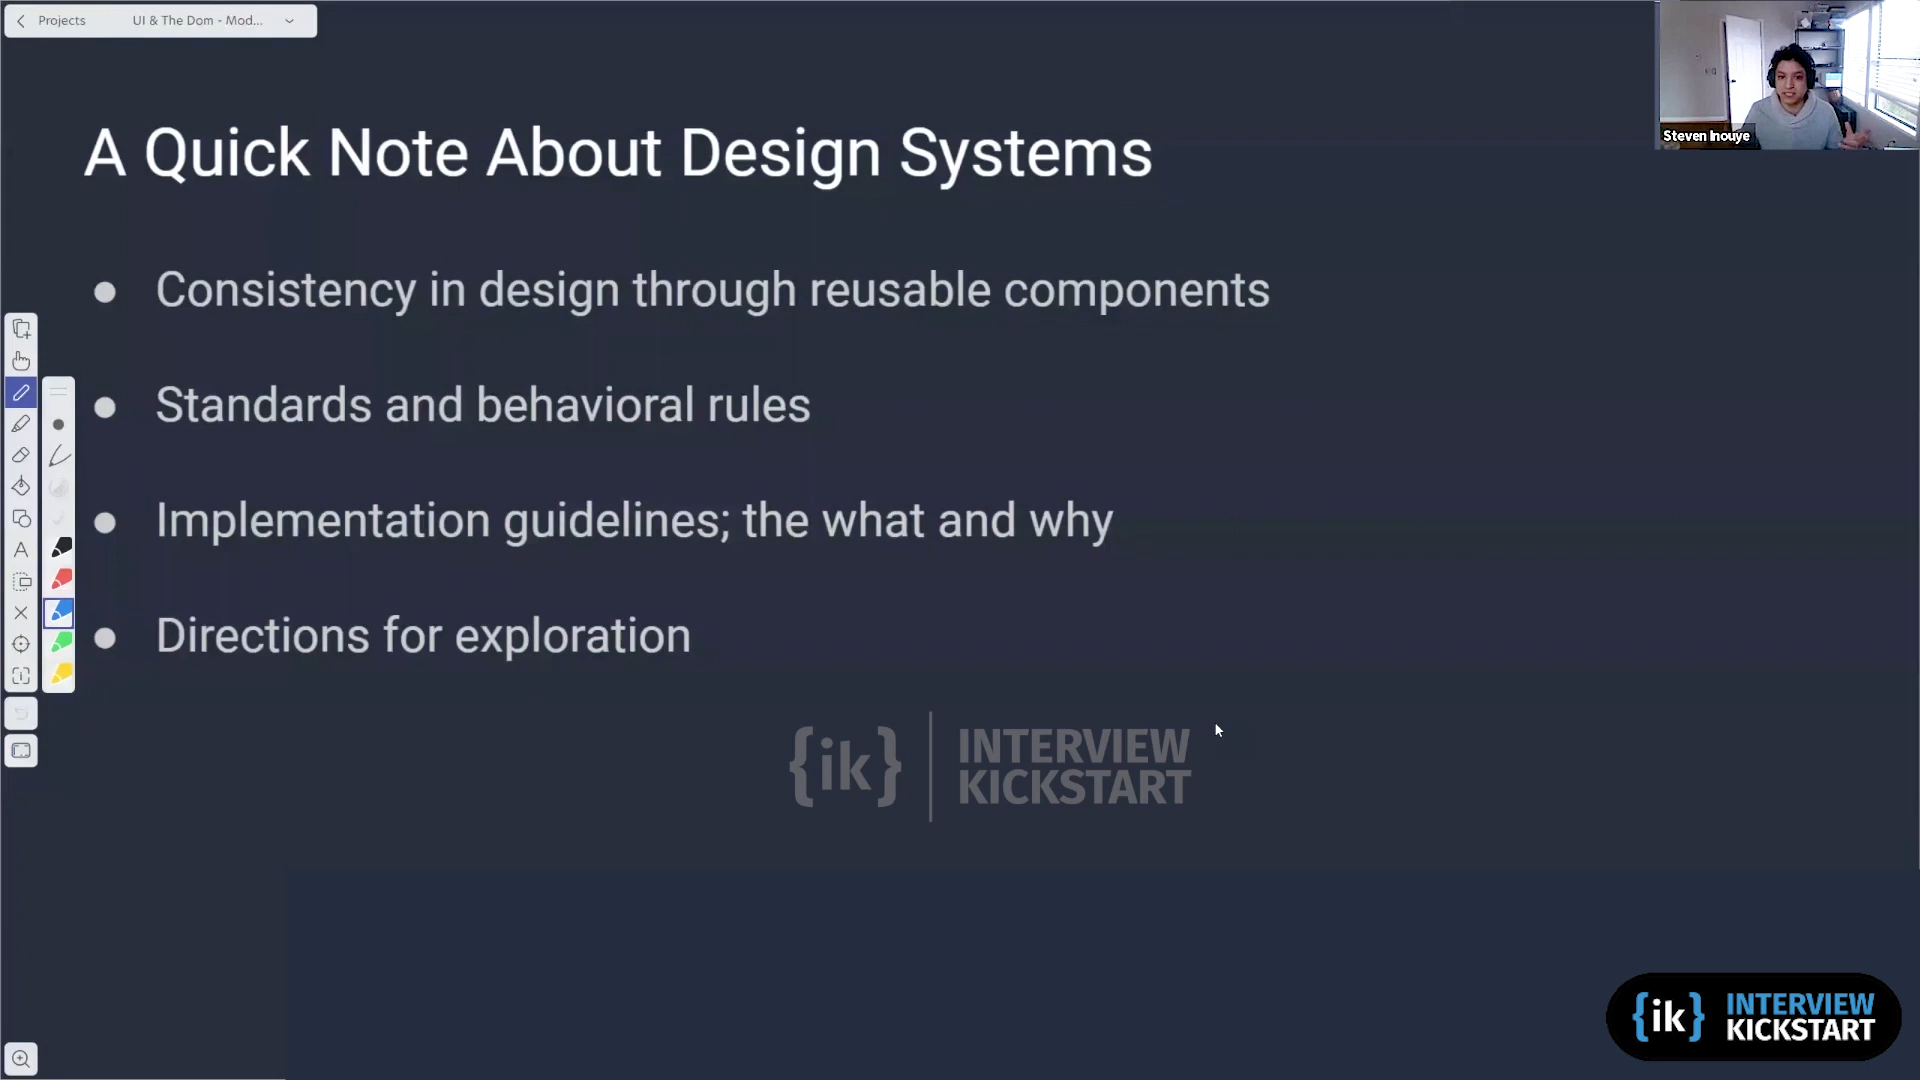 Projects UI & The Dom - Mod...
Steven Inouye
A Quick Note About Design Systems
● Consistency in design through reusable components
● Standards and behavioral rules
● Implementation guidelines; the what and why
● Directions for exploration
{ik} INTERVIEW
KICKSTART
{ik} INTERVIEW
KICKSTART